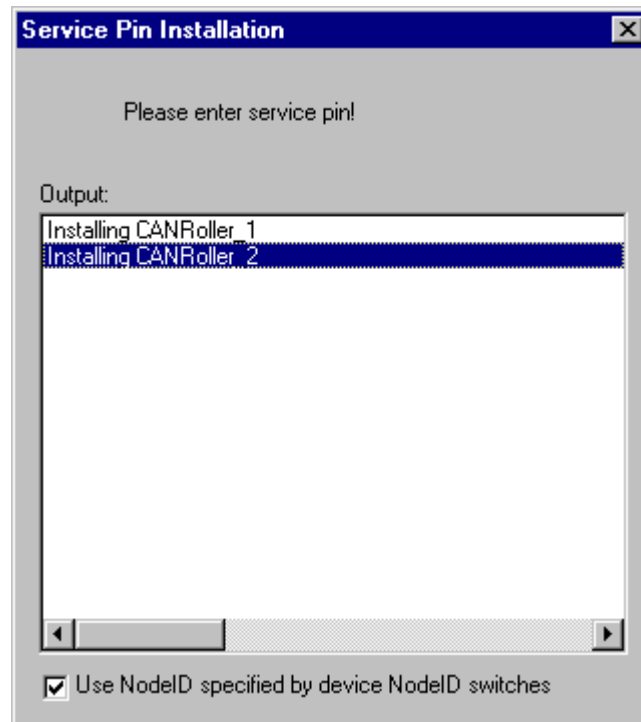 Service Pin Installation
Please enter service pin!
Output:
Installing CANRoller_1
Installing CANRoller_2
Use NodeID specified by device NodeID switches